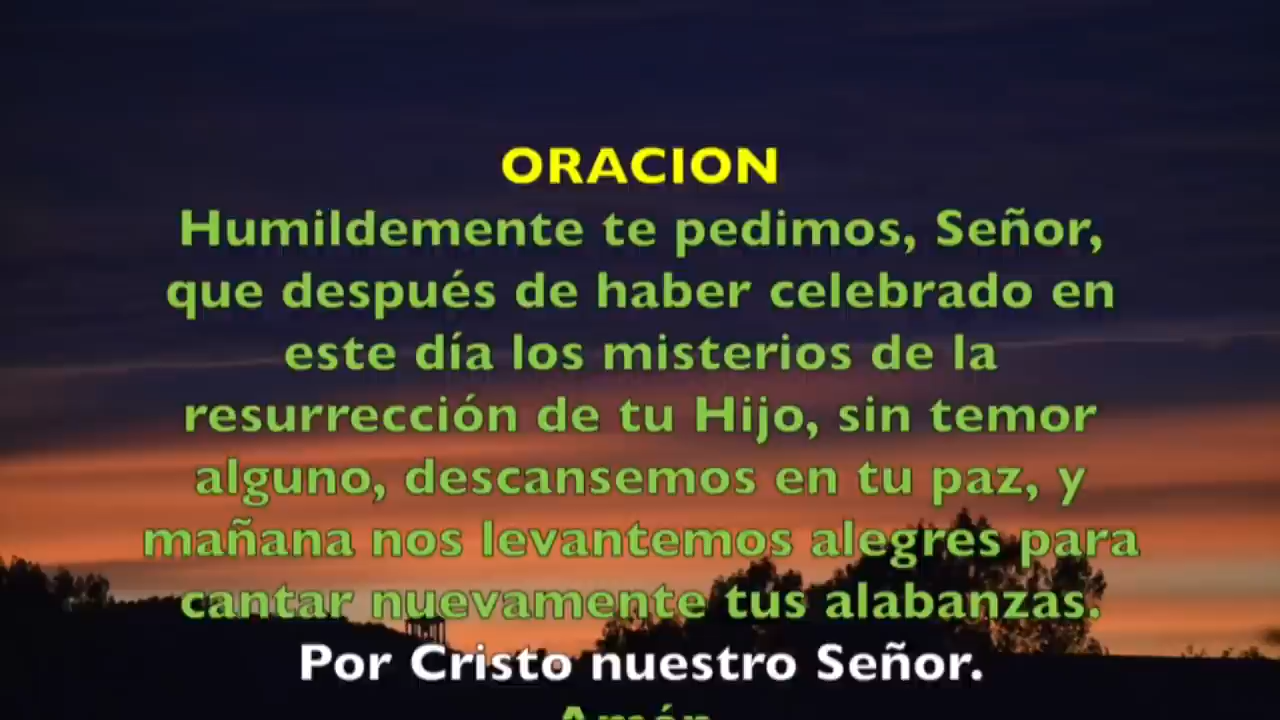 ORACION
Humildemente te pedimos, Señor,
que después de haber celebrado en
este día los misterios de la
resurrección de tu Hijo, sin temor
alguno, descansemos en tu paz, y
mañana nos levantemos alegres para
cantar nuevamente tus alabanzas.
Por Cristo nuestro Señor.